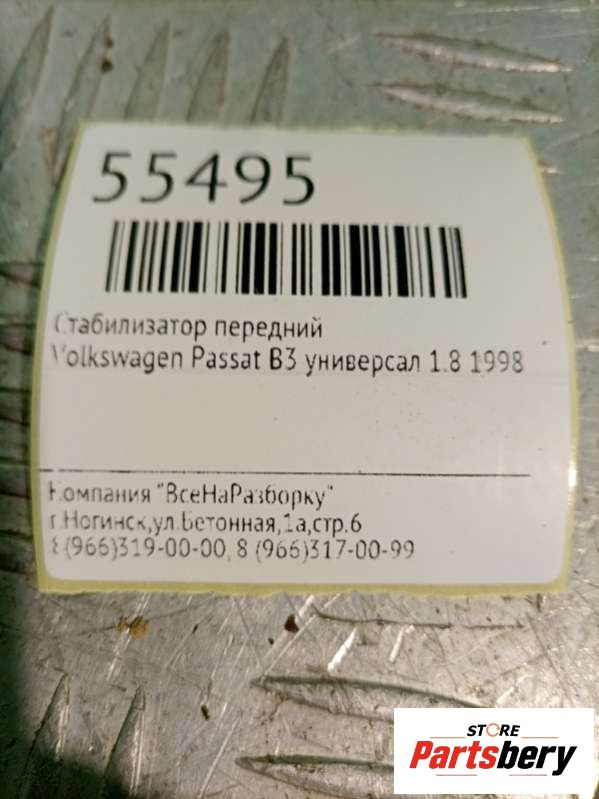 55495
Стабилизатор передний
Volkswagen Passat B3 универсал 1.8 1998
Компания "ВсеНаРазборку"
г.Ногинск,ул.Бетонная,1а,стр.6
8(966)319-00-00, 8 (966)317-00-99
STORE
Partsbery